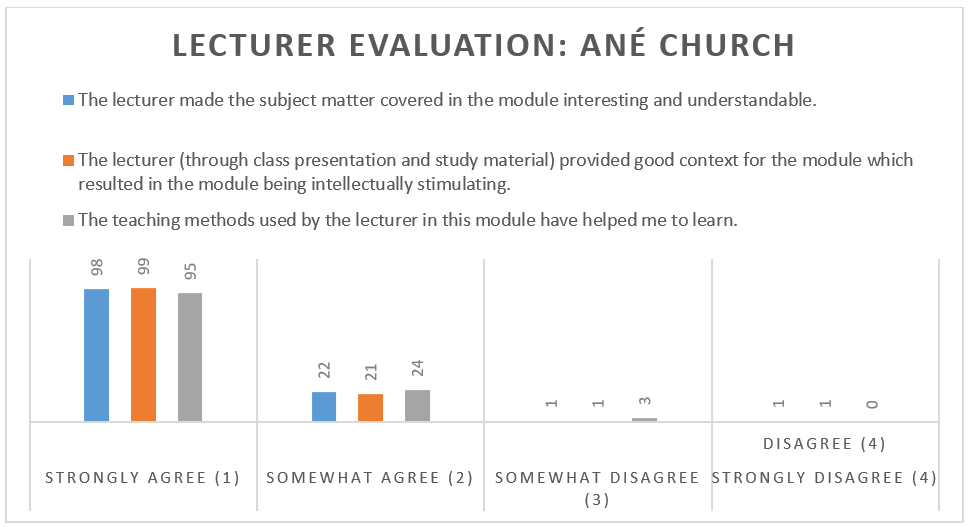 LECTURER EVALUATION: ANÉ CHURCH
The lecturer made the subject matter covered in the module interesting and understandable.
The lecturer (through class presentation and study material) provided good context for the module which
resulted in the module being intellectually stimulating.
The teaching methods used by the lecturer in this module have helped me to learn.
98
99
95
22
21
24
1
1
3
1
1
0
STRONGLY AGREE (1)
SOMEWHAT AGREE (2)
SOMEWHAT DISAGREE
(3)
DISAGREE (4)
STRONGLY DISAGREE (4)